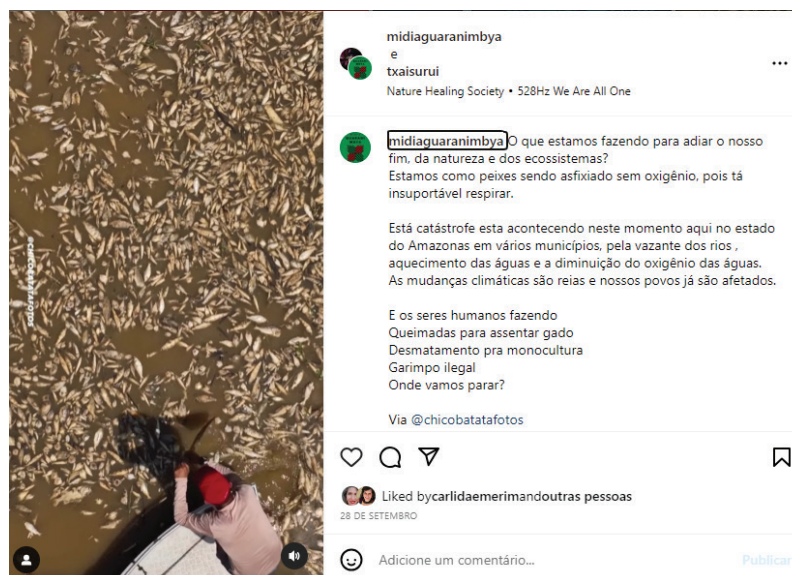 ©CHICOBATATAFOTOS
midiaguaranimbya
e
txaisurui
Nature Healing Society • 528Hz We Are All One
midiaguaranimbya O que estamos fazendo para adiar o nosso
fim, da natureza e dos ecossistemas?
Estamos como peixes sendo asfixiado sem oxigênio, pois tá
insuportável respirar.
Está catástrofe esta acontecendo neste momento aqui no estado
do Amazonas em vários municípios, pela vazante dos rios ,
aquecimento das águas e a diminuição do oxigênio das águas.
As mudanças climáticas são reias e nossos povos já são afetados.
E os seres humanos fazendo
Queimadas para assentar gado
Desmatamento pra monocultura
Garimpo ilegal
Onde vamos parar?
Via @chicobatatafotos
Liked bycarlidaemerimandoutras pessoas
28 DE SETEMBRO
Adicione um comentário... Publicar